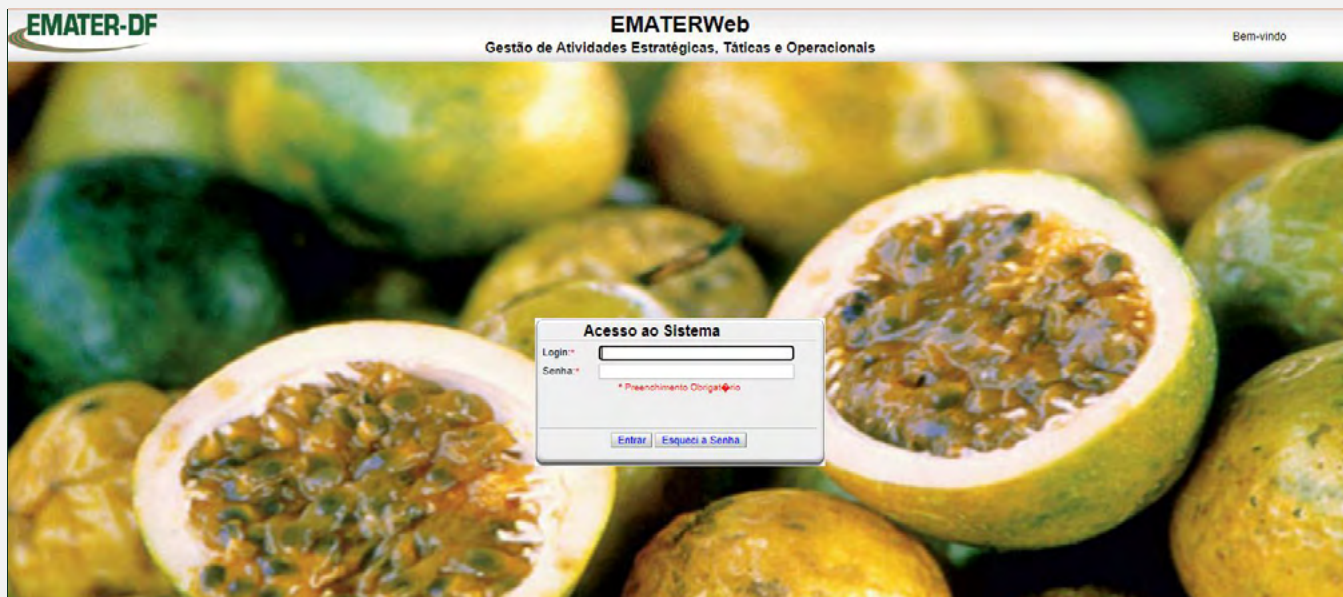 EMATER-DF
EMATERWeb
Gestão de Atividades Estratégicas, Táticas e Operacionais
Bem-vindo
Acesso ao Sistema
Login:*
Senha:*
* Preenchimento Obrigat�rio
Entrar Esqueci a Senha